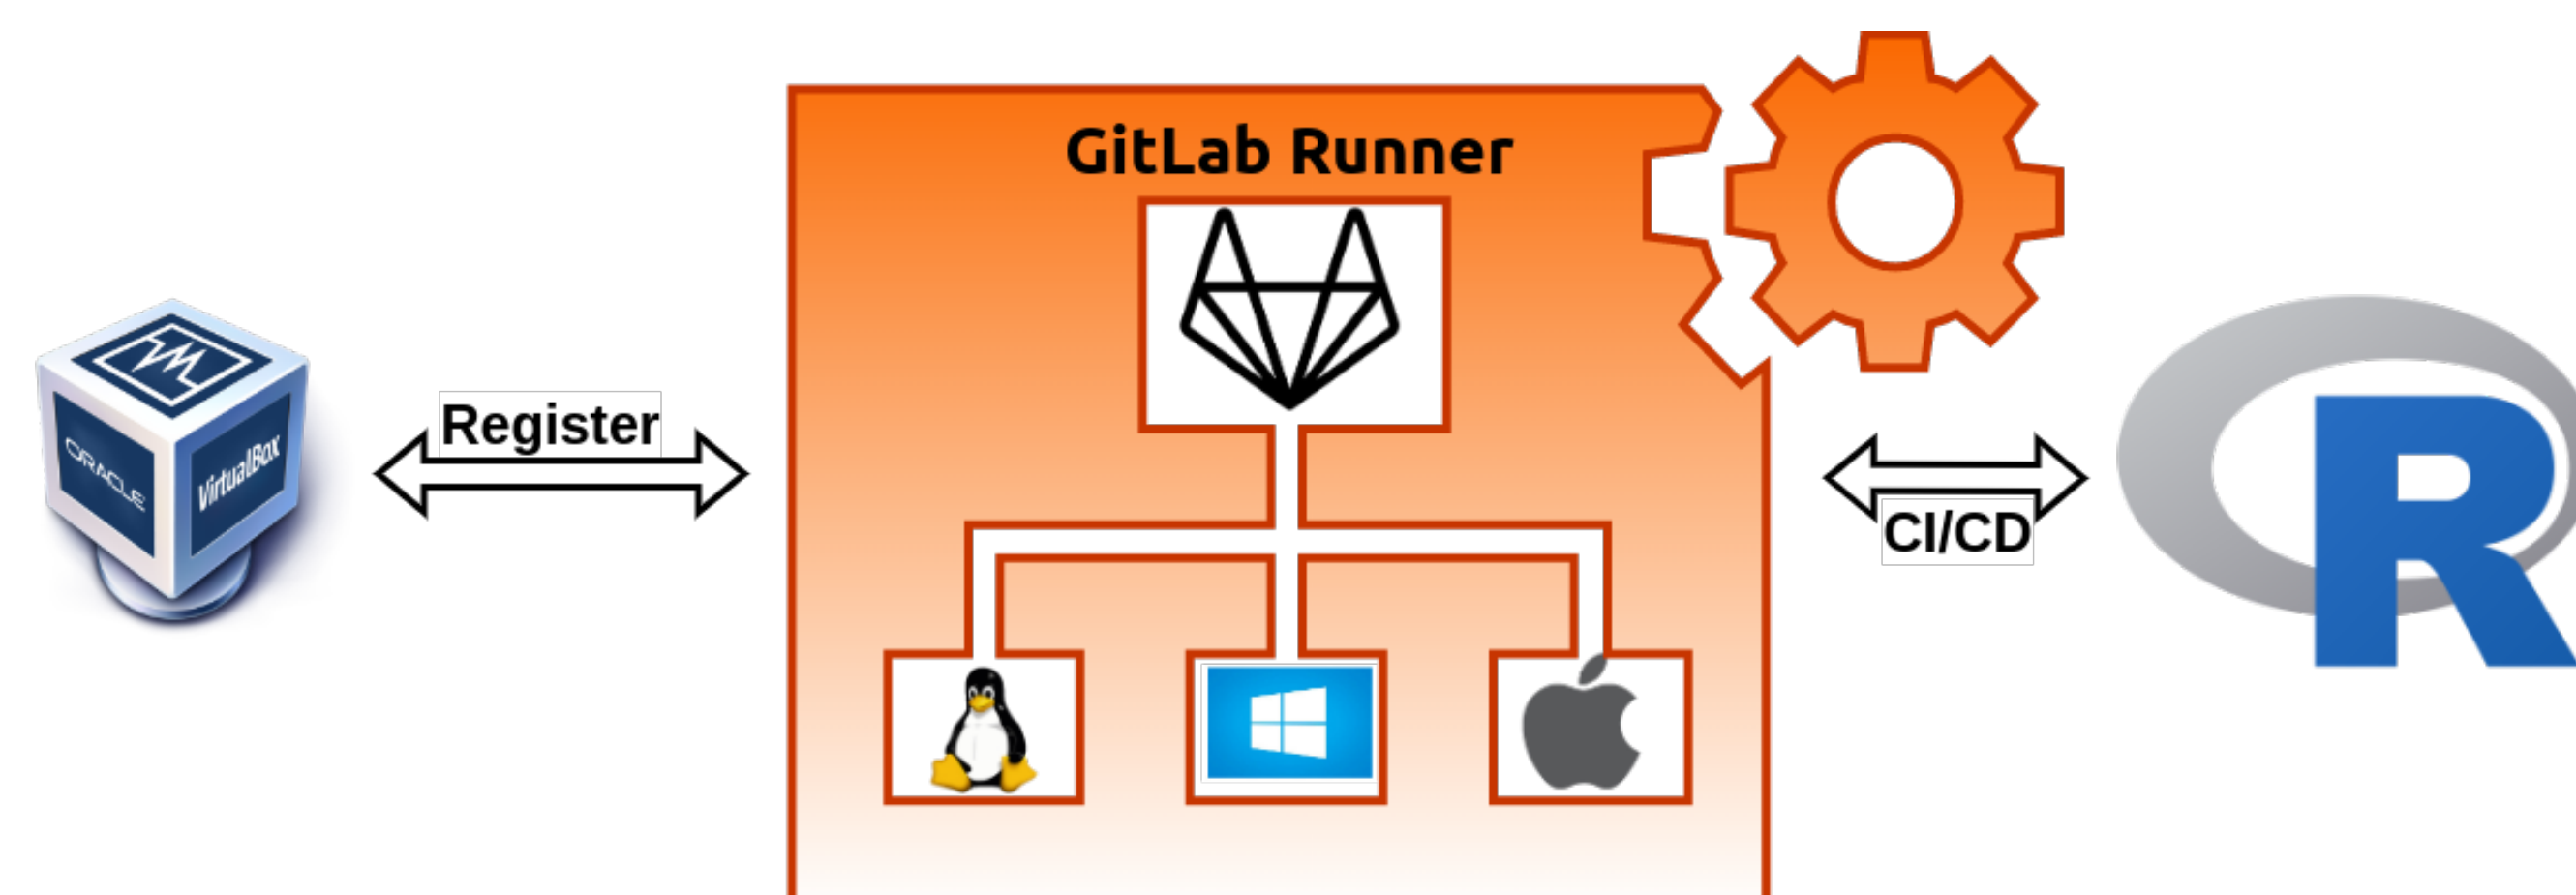 GitLab Runner
Register
ORACLE
VirtualBox
CI/CD
R